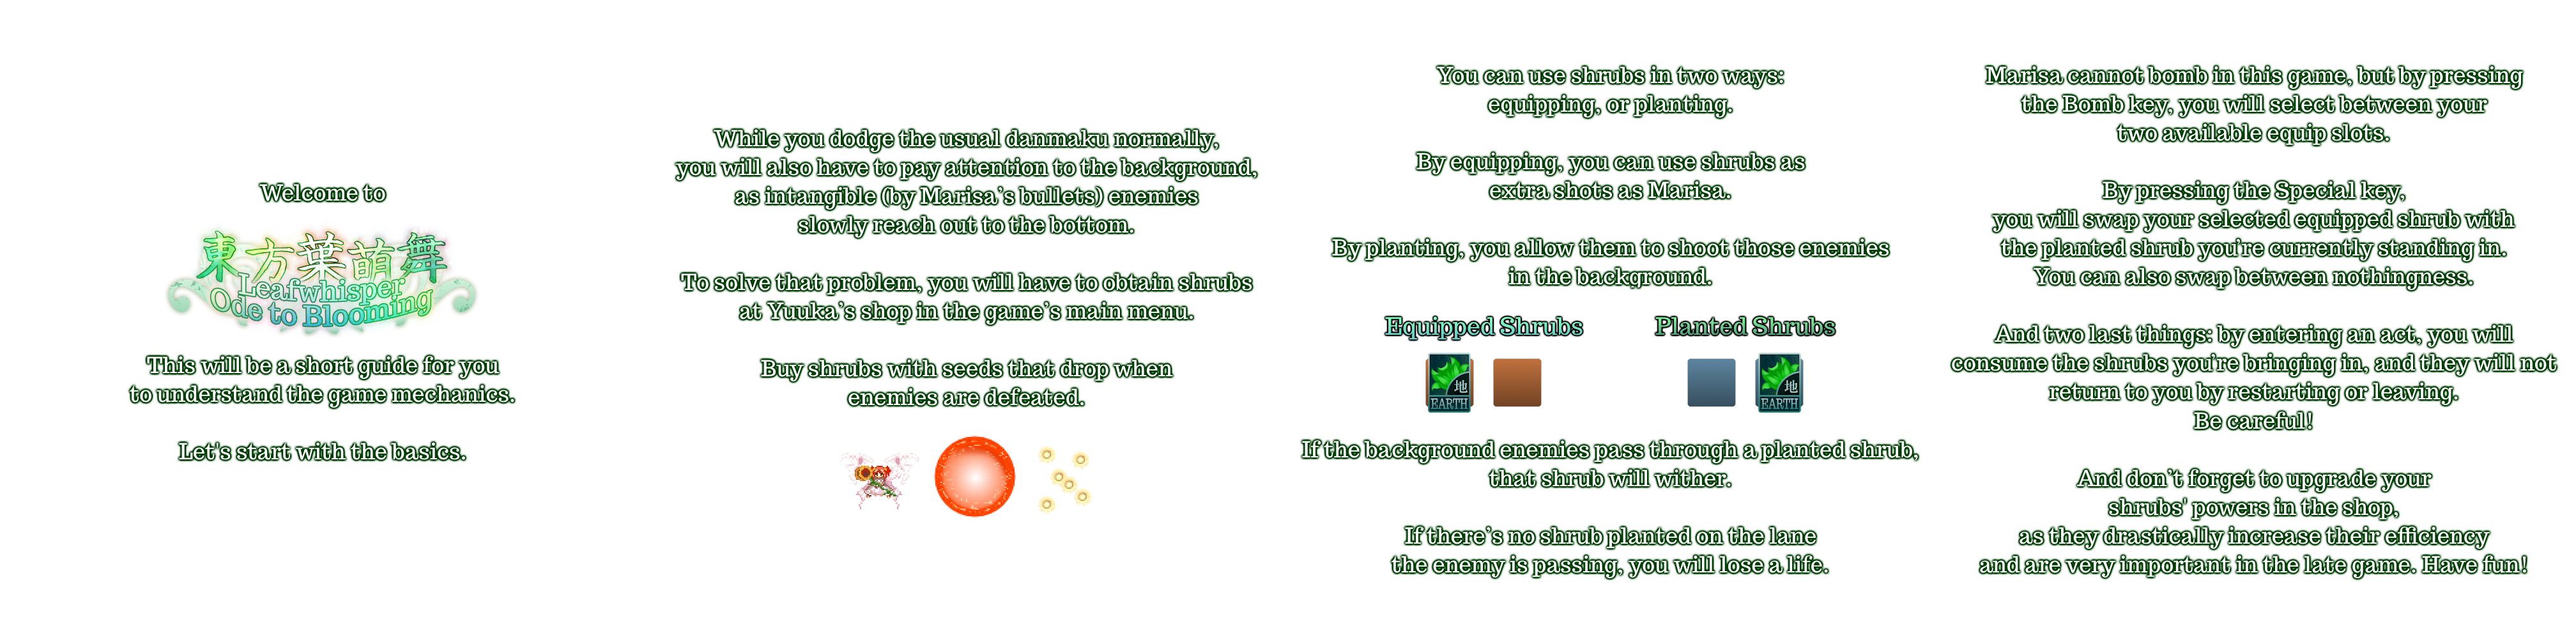 Welcome to
東方葉萌舞
Leafwhisper
Ode to Blooming
This will be a short guide for you
to understand the game mechanics.
Let's start with the basics.
While you dodge the usual danmaku normally,
you will also have to pay attention to the background,
as intangible (by Marisa's bullets) enemies
slowly reach out to the bottom.
To solve that problem, you will have to obtain shrubs
at Yuuka's shop in the game's main menu.
Buy shrubs with seeds that drop when
enemies are defeated.
You can use shrubs in two ways:
equipping, or planting.
By equipping, you can use shrubs as
extra shots as Marisa.
By planting, you allow them to shoot those enemies
in the background.
Equipped Shrubs
Planted Shrubs
地
EARTH
地
EARTH
If the background enemies pass through a planted shrub,
that shrub will wither.
If there's no shrub planted on the lane
the enemy is passing, you will lose a life.
Marisa cannot bomb in this game, but by pressing
the Bomb key, you will select between your
two available equip slots.
By pressing the Special key,
you will swap your selected equipped shrub with
the planted shrub you're currently standing in.
You can also swap between nothingness.
And two last things: by entering an act, you will
consume the shrubs you're bringing in, and they will not
return to you by restarting or leaving.
Be careful!
And don't forget to upgrade your
shrubs' powers in the shop,
as they drastically increase their efficiency
and are very important in the late game. Have fun!